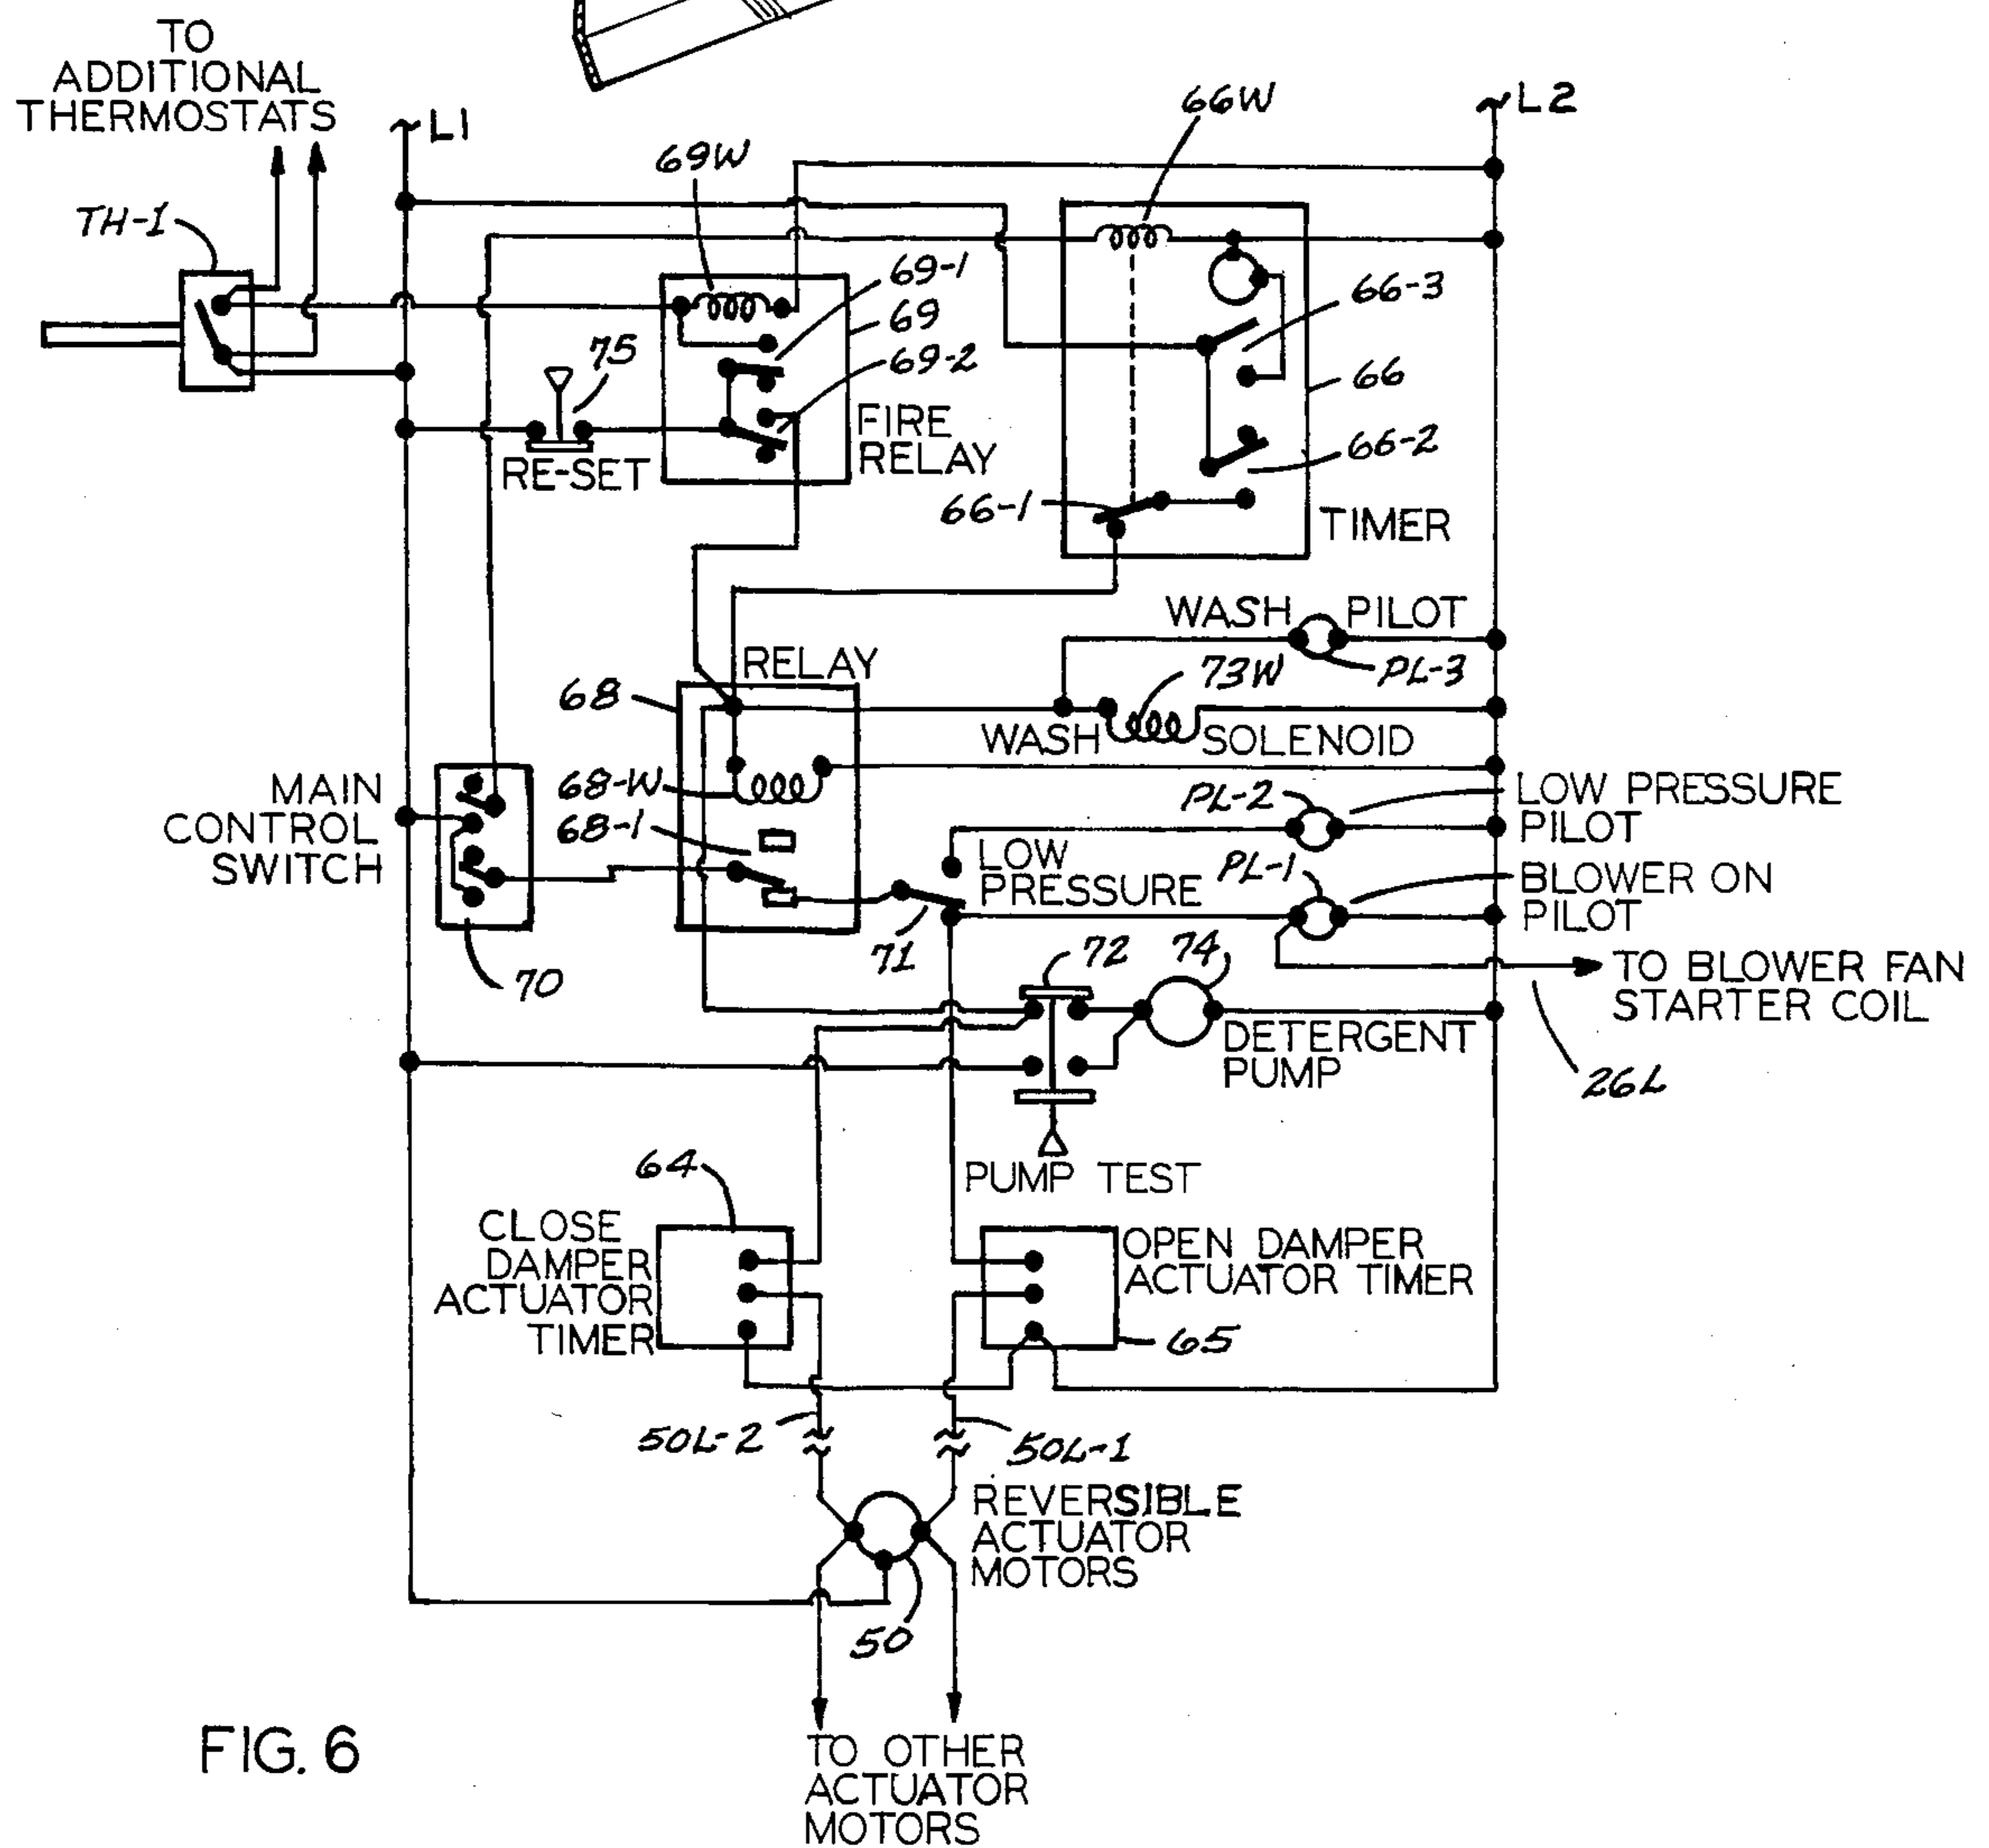 TO
ADDITIONAL
THERMOSTATS
L1
66W
L2
69W
TH-1
69-1
66-3
69
75
69-2
66
FIRE
RELAY
RE-SET
66-2
66-1
TIMER
WASH PILOT
RELAY
PL-3
68
73W
WASH SOLENOID
MAIN
CONTROL
SWITCH
68-W
68-1
PL-2
LOW PRESSURE
PILOT
LOW
PRESSURE
PL-1
BLOWER ON
PILOT
71
72
74
70
TO BLOWER FAN
STARTER COIL
DETERGENT
PUMP
26L
64
PUMP TEST
CLOSE
DAMPER
ACTUATOR
TIMER
OPEN DAMPER
ACTUATOR TIMER
65
50L-2
50L-1
REVERSIBLE
ACTUATOR
MOTORS
50
FIG. 6
TO OTHER
ACTUATOR
MOTORS